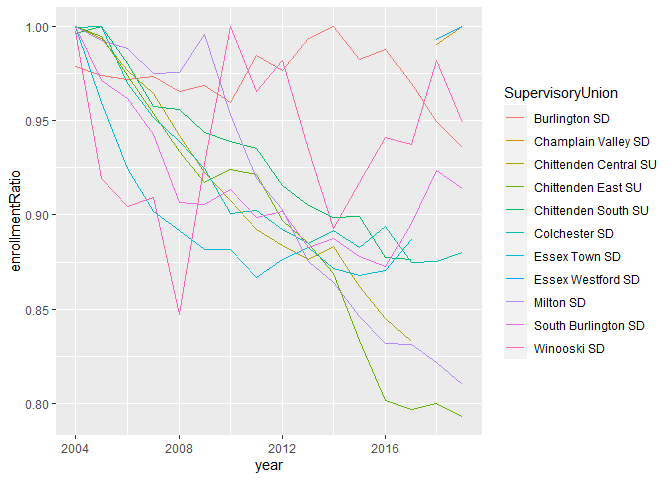 1.00
0.95
0.90
0.85
0.80
enrollmentRatio
2004
2008
2012
2016
year
SupervisoryUnion
Burlington SD
Champlain Valley SD
Chittenden Central SU
Chittenden East SU
Chittenden South SU
Colchester SD
Essex Town SD
Essex Westford SD
Milton SD
South Burlington SD
Winooski SD